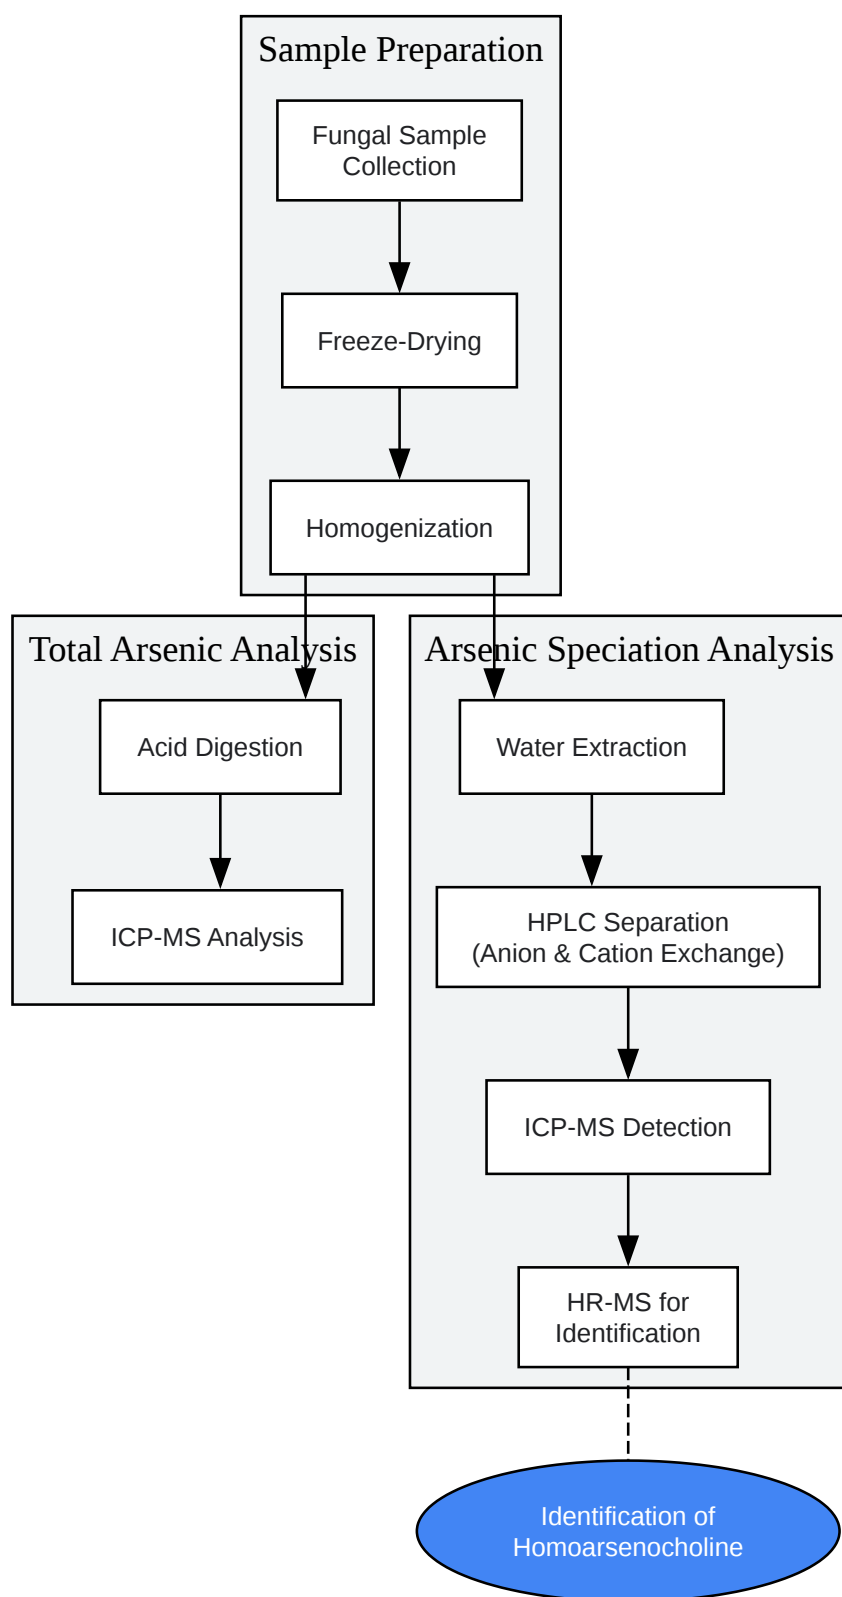 Sample Preparation
Fungal Sample
Collection
Freeze-Drying
Homogenization
Total Arsenic Analysis
Acid Digestion
ICP-MS Analysis
Arsenic Speciation Analysis
Water Extraction
HPLC Separation
(Anion & Cation Exchange)
ICP-MS Detection
HR-MS for
Identification
Identification of
Homoarsenocholine